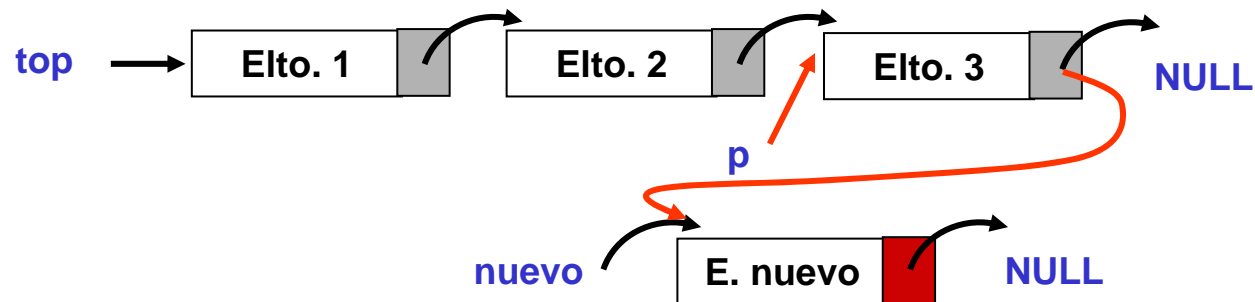 top
Elto. 1
Elto. 2
Elto. 3
NULL
p
nuevo
E. nuevo
NULL